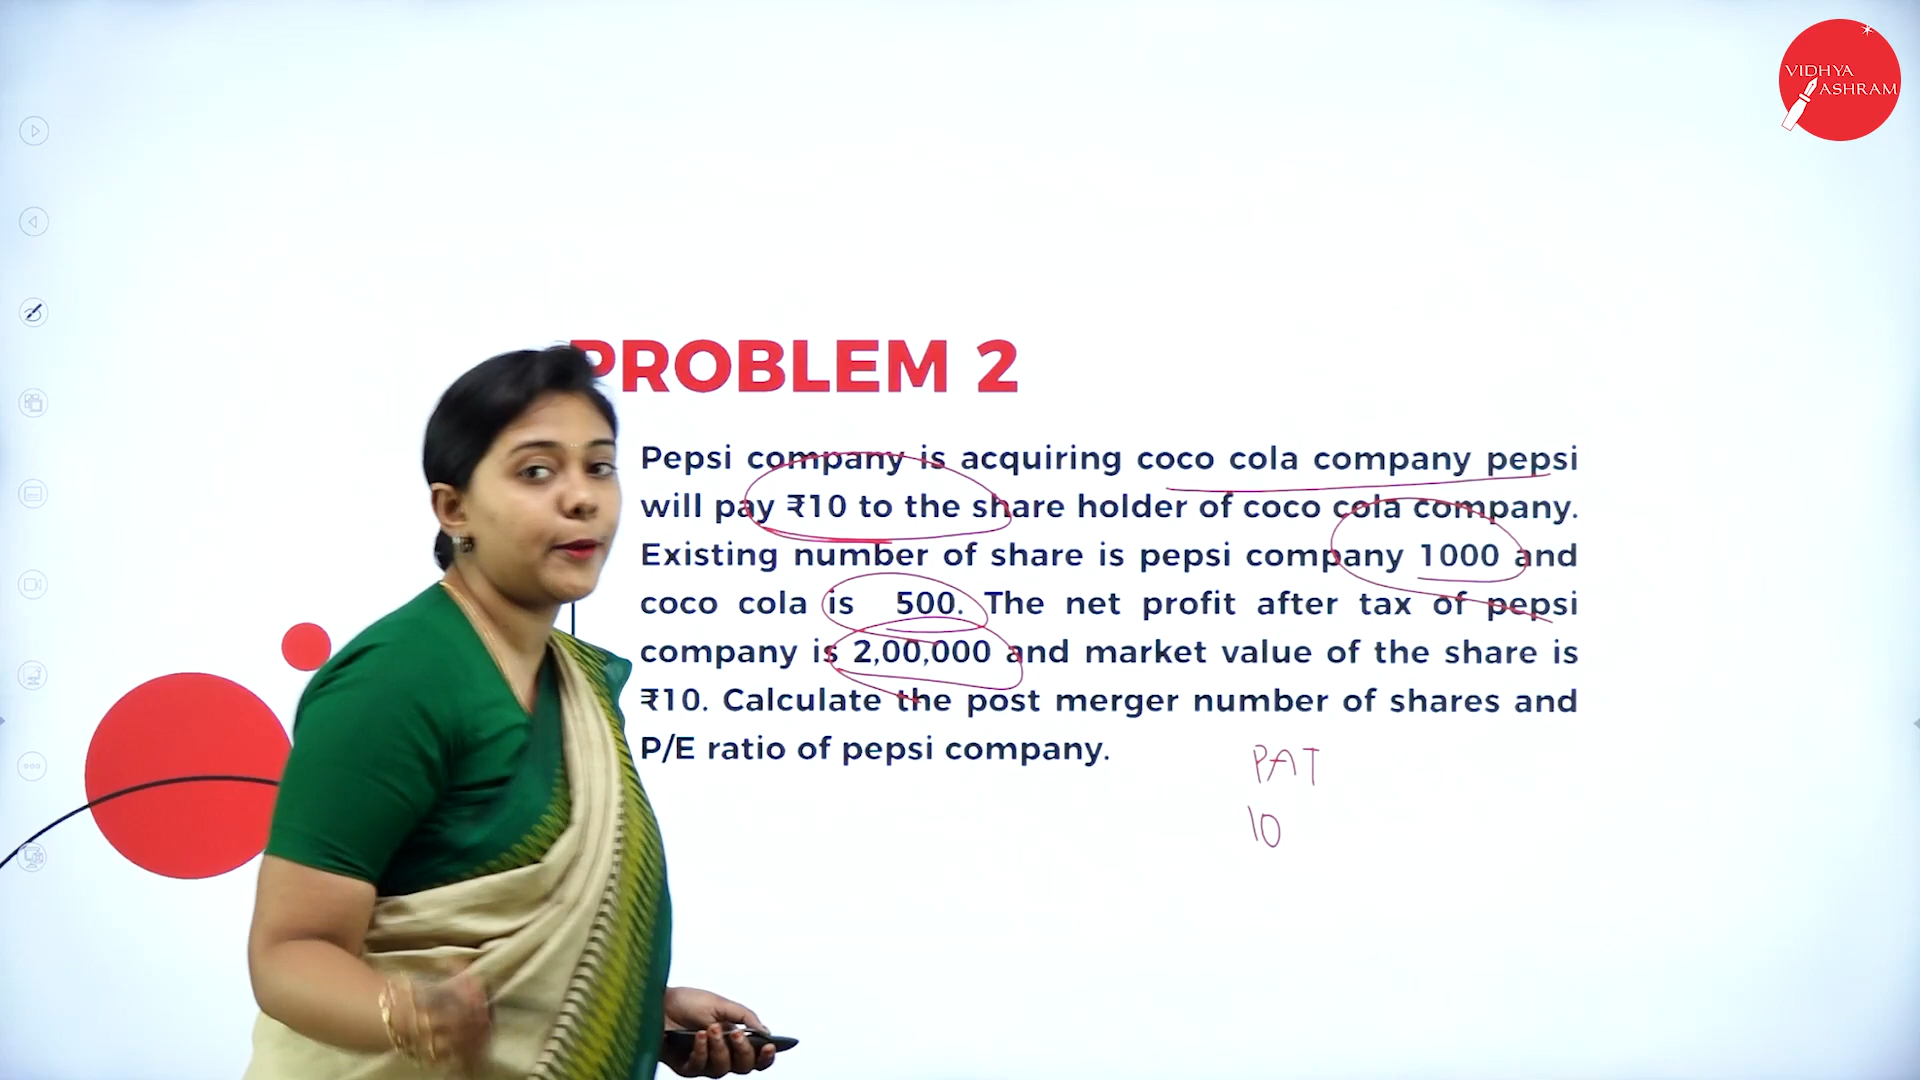 VIDHYA
ASHRAM
PROBLEM 2
Pepsi company is acquiring coco cola company pepsi
will pay ₹10 to the share holder of coco cola company.
Existing number of share is pepsi company 1000 and
coco cola is 500. The net profit after tax of pepsi
company is 2,00,000 and market value of the share is
₹10. Calculate the post merger number of shares and
P/E ratio of pepsi company.
PAT
10